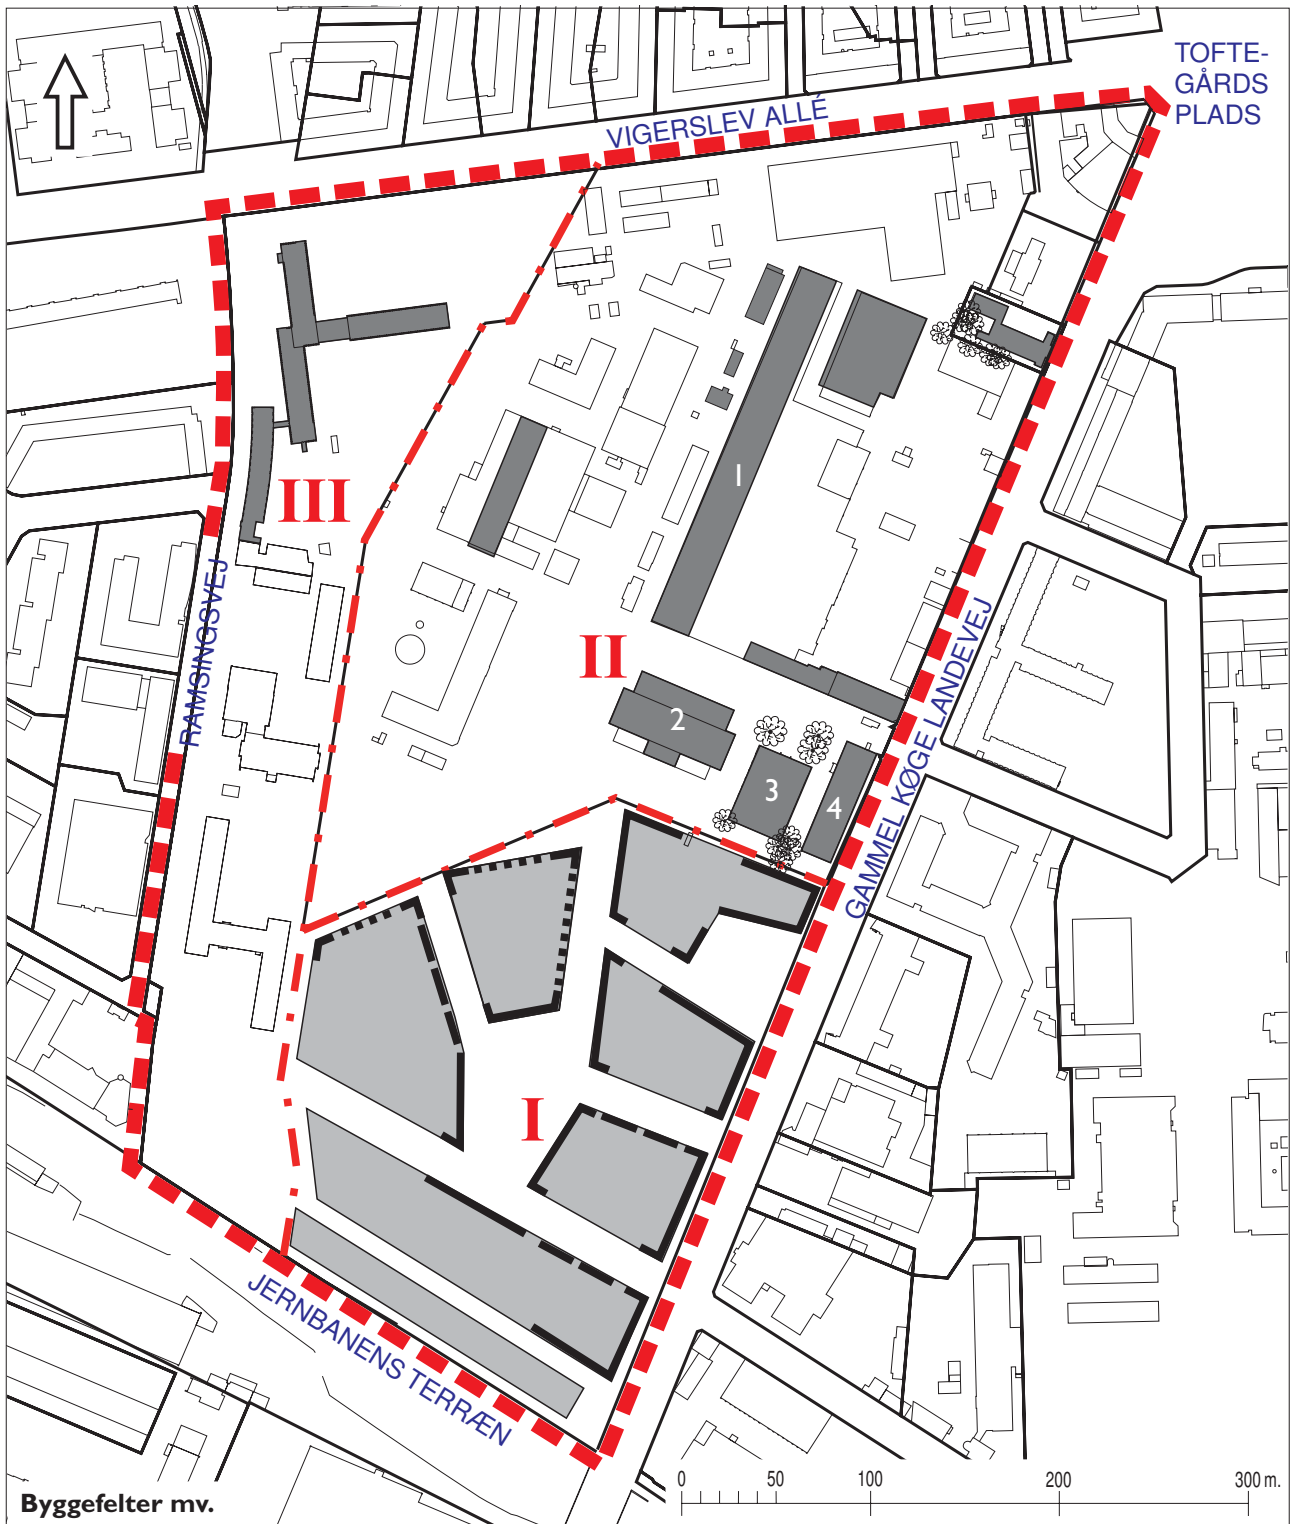 TOFTE-
GÅRDS
PLADS
VIGERSLEV ALLÉ
III
1
RAMSINGSVEJ
II
2
3
4
GAMMEL KØGE LANDEVEJ
I
JERNBANENS TERRÆN
0 50 100 200 300 m.
Byggefelter mv.